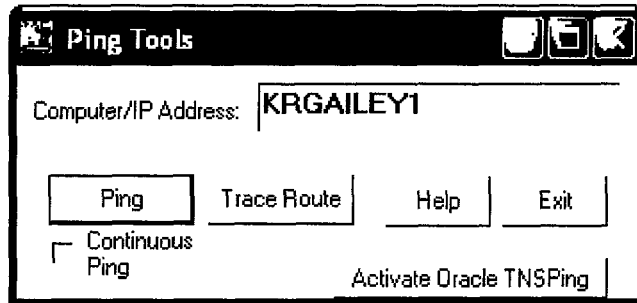 Ping Tools
Computer/IP Address: KRGAILEY1
Ping Trace Route Help Exit
Continuous
Ping
Activate Oracle TNSPing